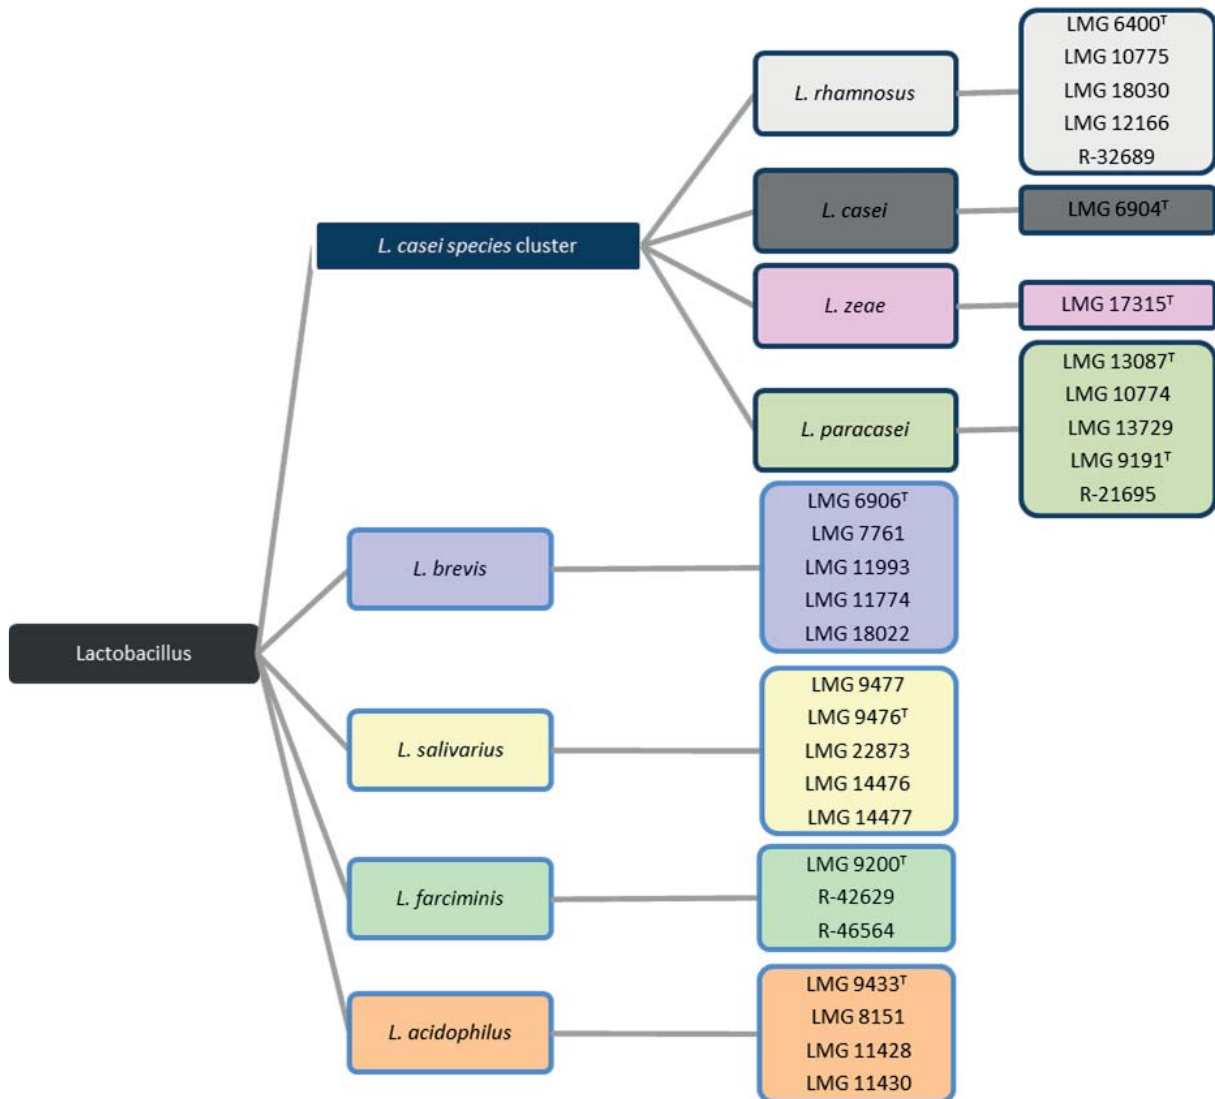 Lactobacillus
L. casei species cluster
L. rhamnosus
LMG 6400ᵀ
LMG 10775
LMG 18030
LMG 12166
R-32689
L. casei
LMG 6904ᵀ
L. zeae
LMG 17315ᵀ
L. paracasei
LMG 13087ᵀ
LMG 10774
LMG 13729
LMG 9191ᵀ
R-21695
L. brevis
LMG 6906ᵀ
LMG 7761
LMG 11993
LMG 11774
LMG 18022
L. salivarius
LMG 9477
LMG 9476ᵀ
LMG 22873
LMG 14476
LMG 14477
L. farciminis
LMG 9200ᵀ
R-42629
R-46564
L. acidophilus
LMG 9433ᵀ
LMG 8151
LMG 11428
LMG 11430